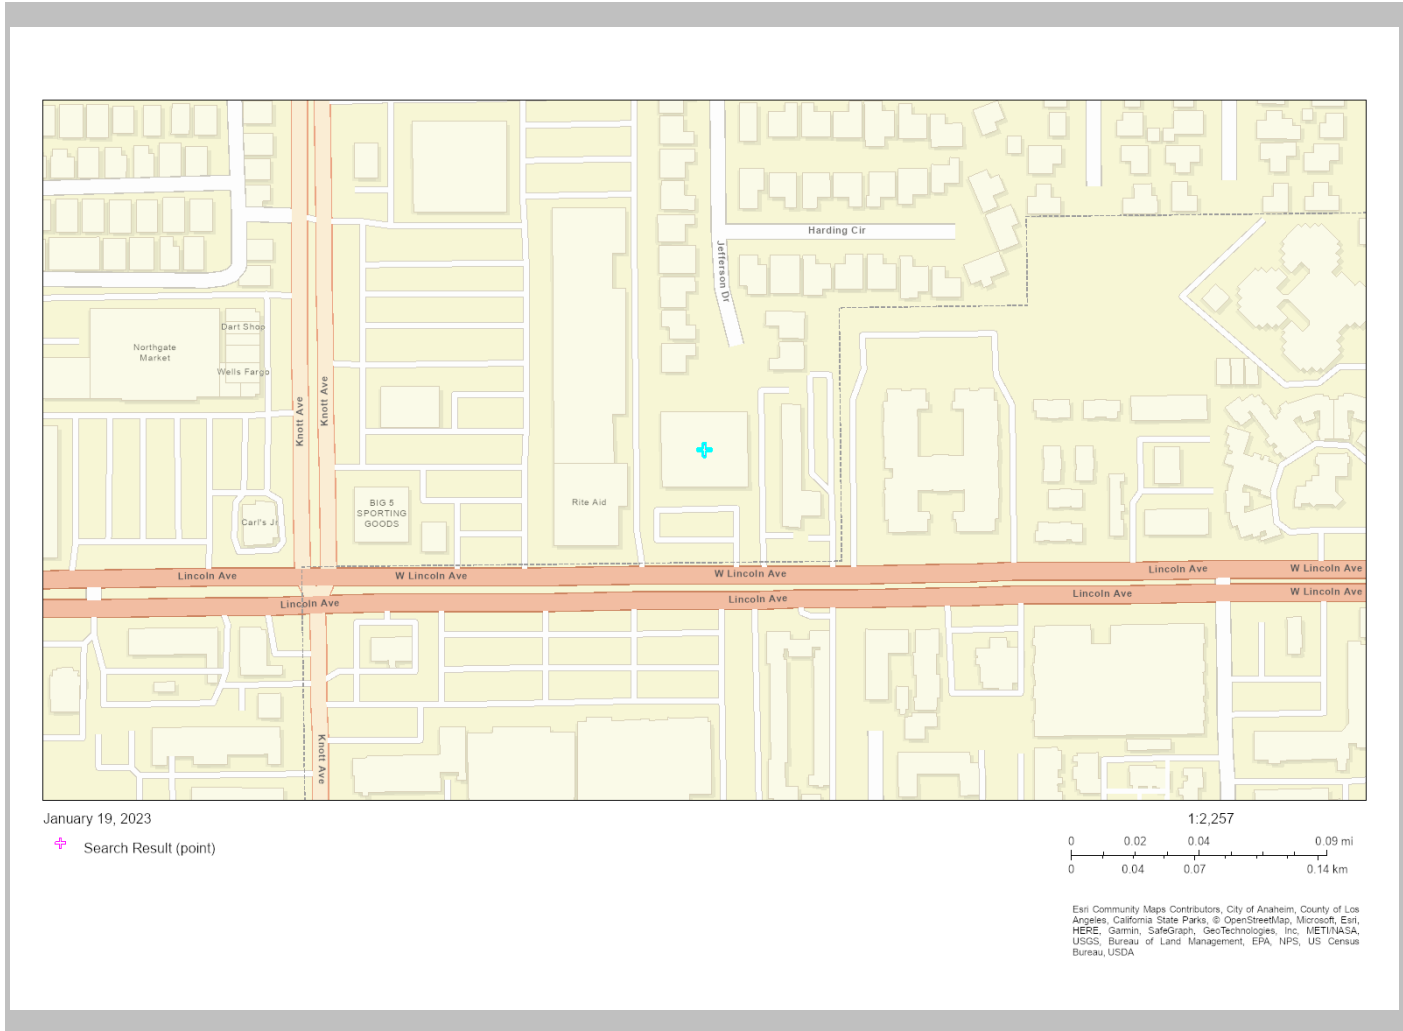 Harding Cir
Jefferson Dr
Dart Shop
Northgate
Market
Wells Fargo
Knott Ave
Knott Ave
BIG 5
SPORTING
GOODS
Rite Aid
Carl's Jr
Lincoln Ave
W Lincoln Ave
W Lincoln Ave
Lincoln Ave
W Lincoln Ave
Lincoln Ave
Lincoln Ave
Lincoln Ave
W Lincoln Ave
Knott Ave
January 19, 2023
1:2,257
Search Result (point)
0 0.02 0.04 0.09 mi
0 0.04 0.07 0.14 km
Esri Community Maps Contributors, City of Anaheim, County of Los
Angeles, California State Parks, © OpenStreetMap, Microsoft, Esri,
HERE, Garmin, SafeGraph, GeoTechnologies, Inc, METI/NASA,
USGS, Bureau of Land Management, EPA, NPS, US Census
Bureau, USDA